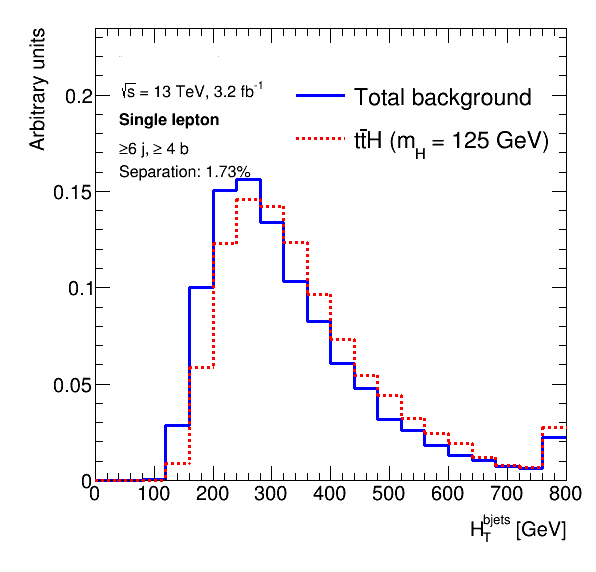 Arbitrary units
√s = 13 TeV, 3.2 fb⁻¹
Single lepton
≥6 j, ≥ 4 b
Separation: 1.73%
Total background
tt̄H (m_H = 125 GeV)
0.2
0.15
0.1
0.05
0
0 100 200 300 400 500 600 700 800
H_T^bjets [GeV]